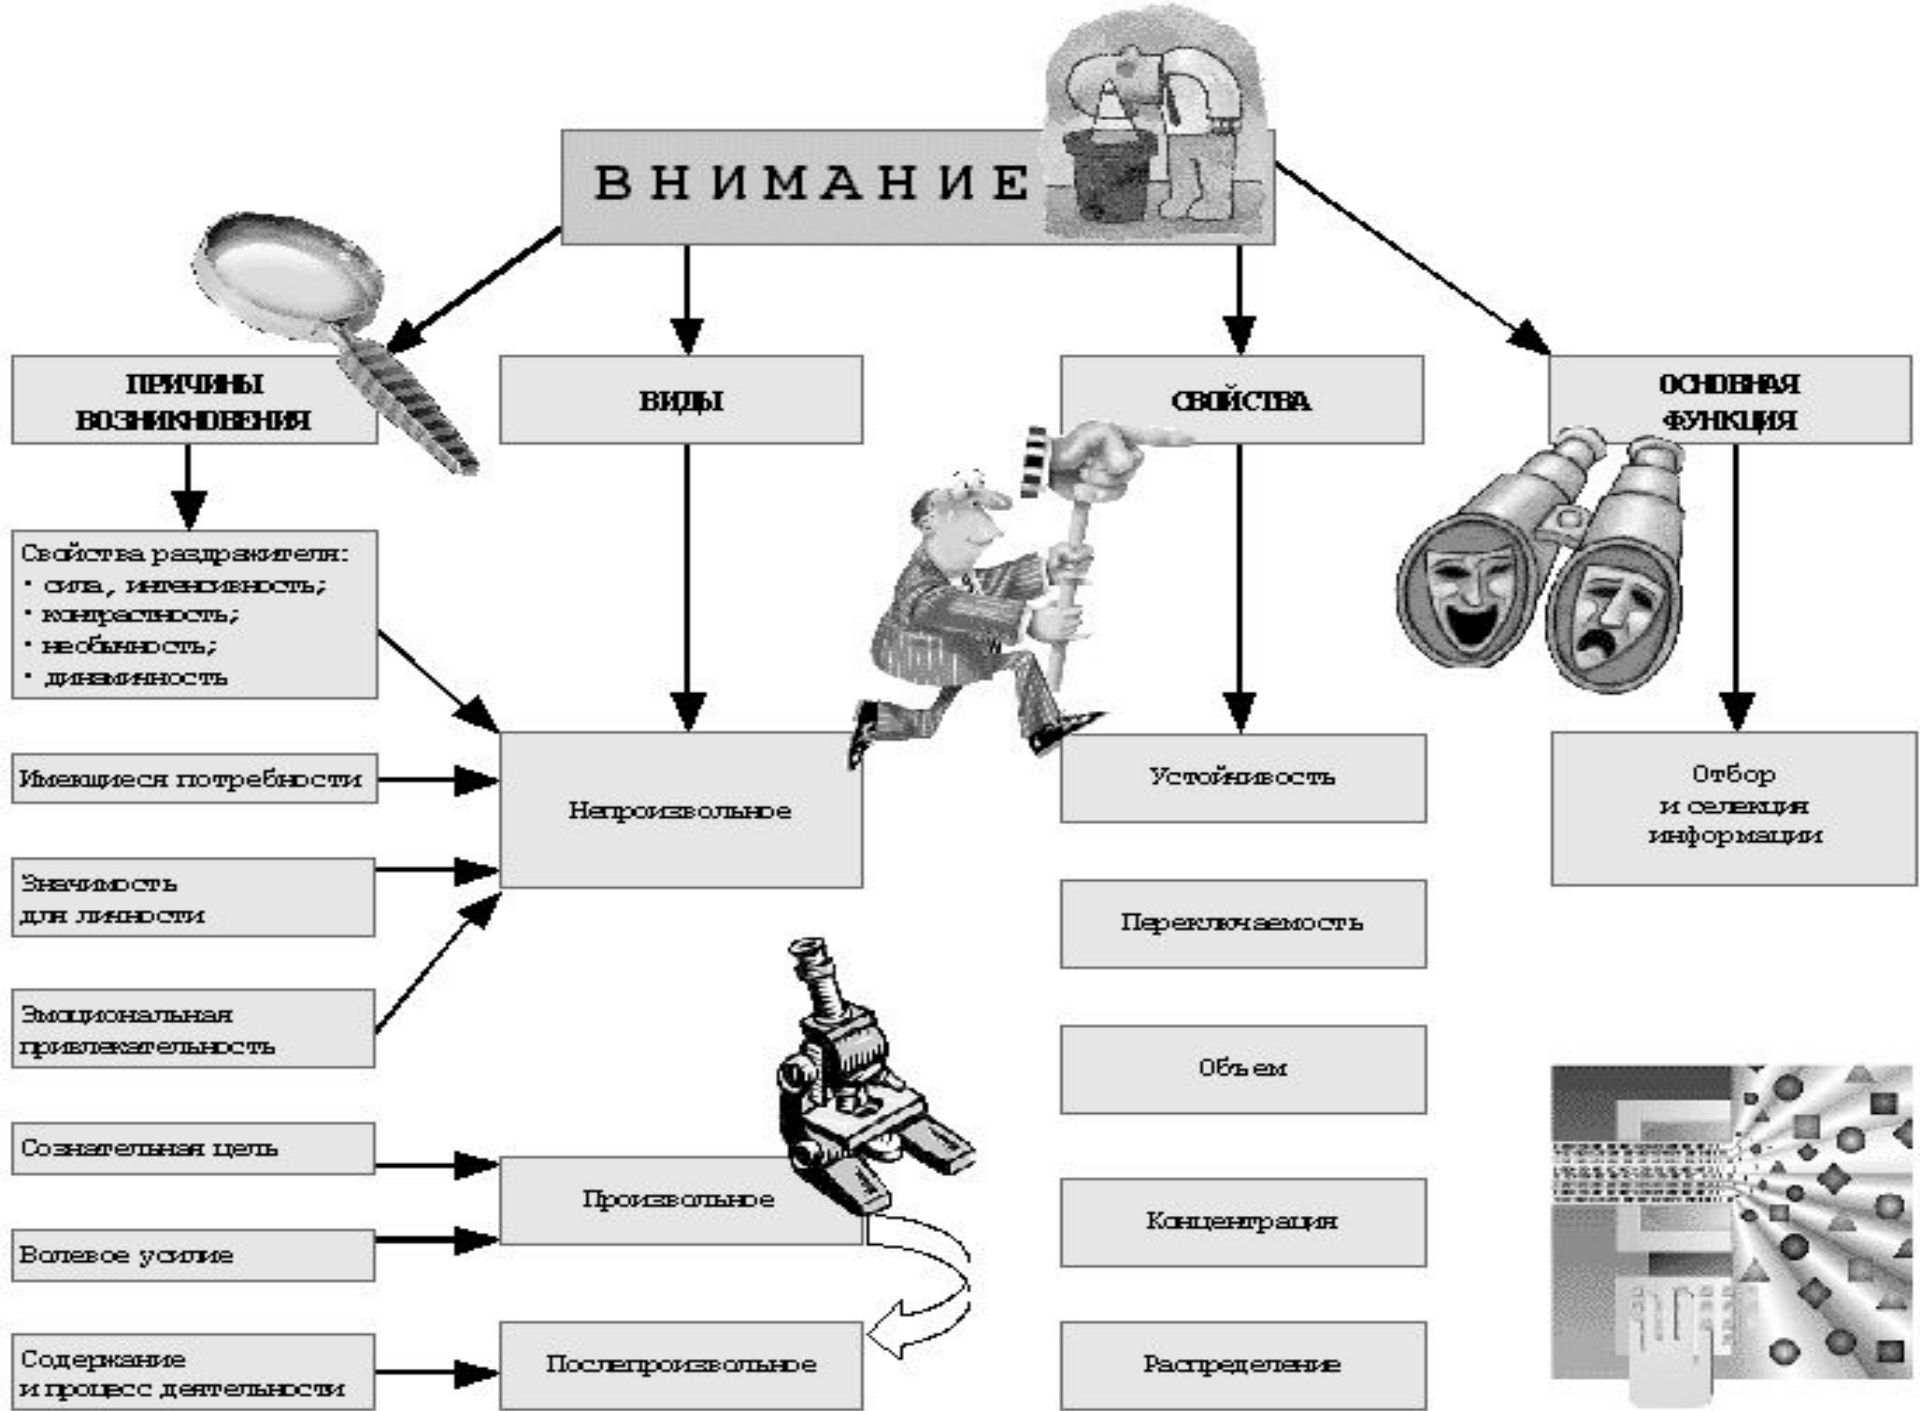 ВНИМАНИЕ
ПРИЧИНЫ
ВОЗНИКНОВЕНИЯ
ВИДЫ
СВОЙСТВА
ОСНОВНАЯ
ФУНКЦИЯ
Свойства раздражителя:
• сила, интенсивность;
• контрастность;
• необычность;
• динамичность
Имеющиеся потребности
Значимость
для личности
Эмоциональная
привлекательность
Сознательная цель
Волевое усилие
Содержание
и процесс деятельности
Непроизвольное
Произвольное
Послепроизвольное
Устойчивость
Переключаемость
Объем
Концентрация
Распределение
Отбор
и селекция
информации